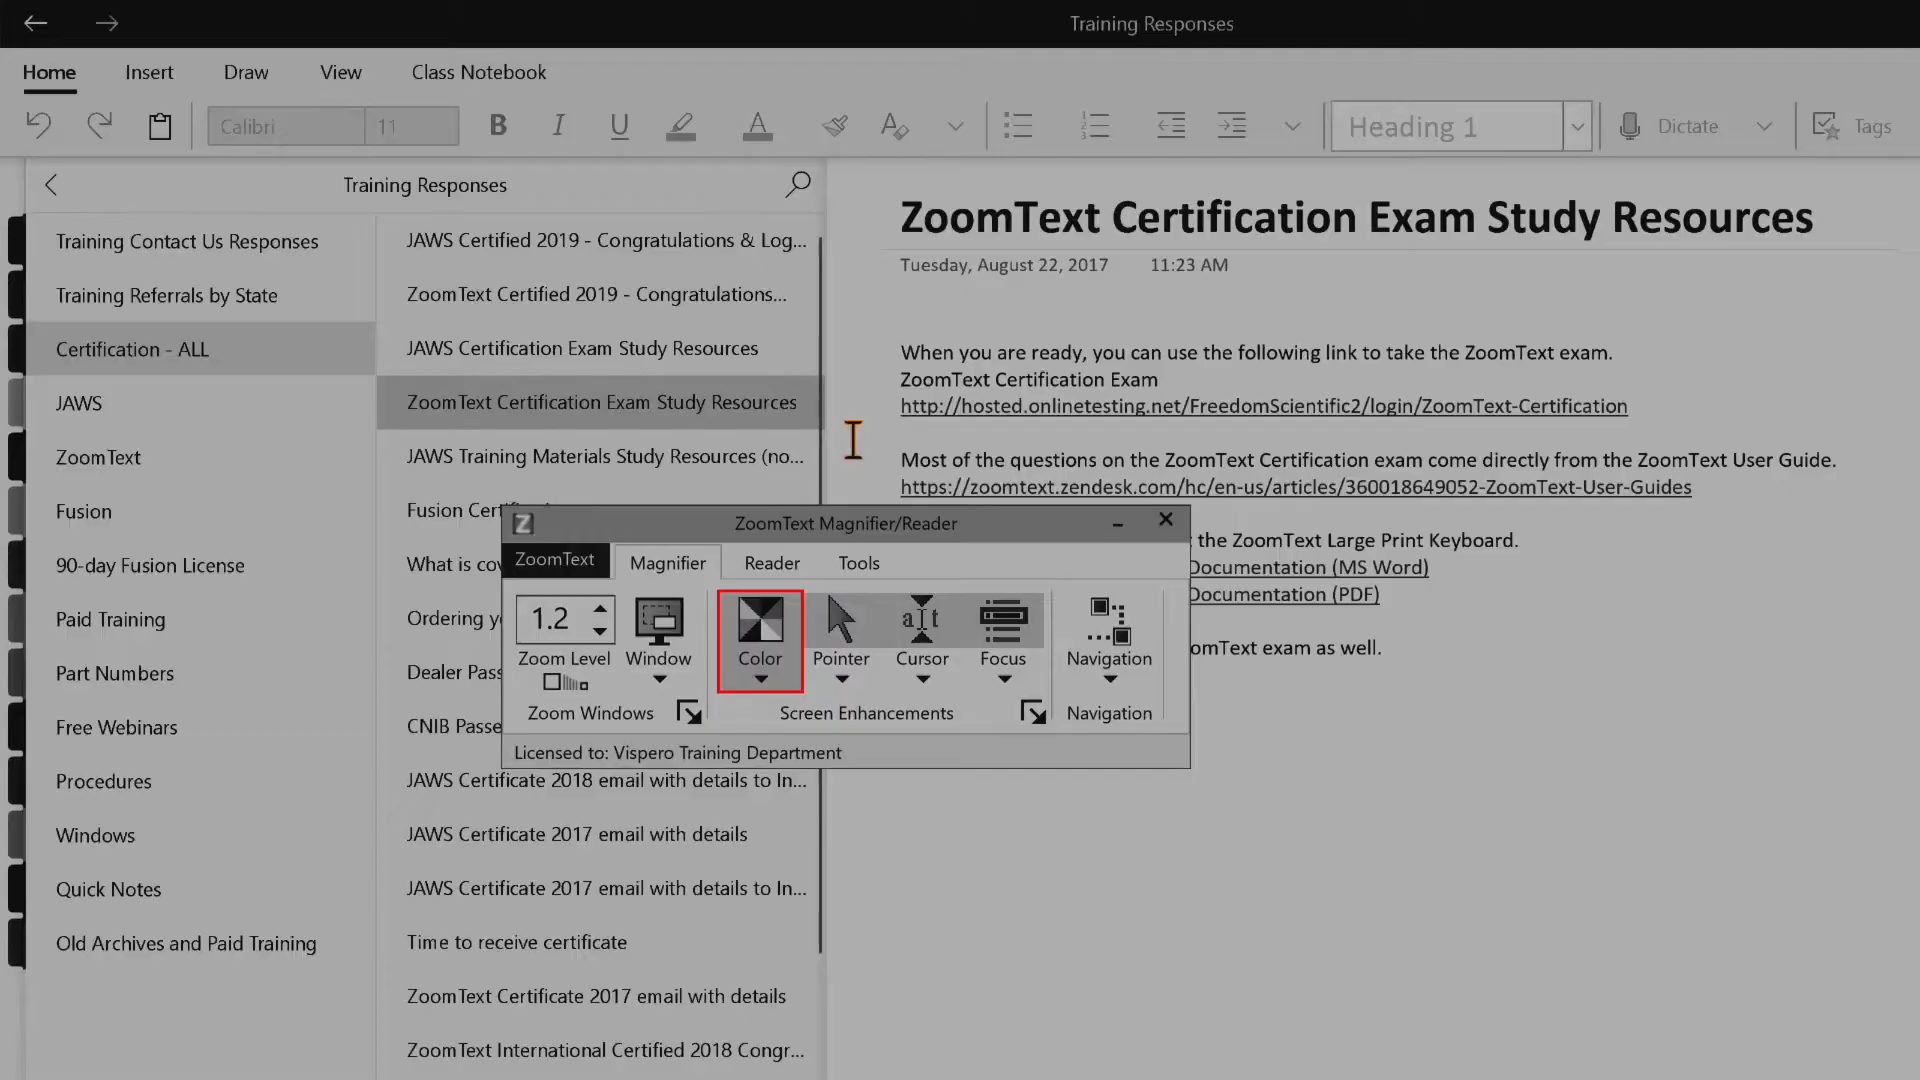 Training Responses
Home Insert Draw View Class Notebook
Calibri 11 B I U A Heading 1 Dictate Tags
Training Responses
Training Contact Us Responses
Training Referrals by State
Certification - ALL
JAWS
ZoomText
Fusion
90-day Fusion License
Paid Training
Part Numbers
Free Webinars
Procedures
Windows
Quick Notes
Old Archives and Paid Training
JAWS Certified 2019 - Congratulations & Log...
ZoomText Certified 2019 - Congratulations...
JAWS Certification Exam Study Resources
ZoomText Certification Exam Study Resources
JAWS Training Materials Study Resources (no...
Fusion Cert
What is cov
Ordering y
Dealer Pas
CNIB Passe
JAWS Certificate 2018 email with details to In...
JAWS Certificate 2017 email with details
JAWS Certificate 2017 email with details to In...
Time to receive certificate
ZoomText Certificate 2017 email with details
ZoomText International Certified 2018 Congr...
ZoomText Certification Exam Study Resources
Tuesday, August 22, 2017 11:23 AM
When you are ready, you can use the following link to take the ZoomText exam.
ZoomText Certification Exam
http://hosted.onlinetesting.net/FreedomScientific2/login/ZoomText-Certification
Most of the questions on the ZoomText Certification exam come directly from the ZoomText User Guide.
https://zoomtext.zendesk.com/hc/en-us/articles/360018649052-ZoomText-User-Guides
the ZoomText Large Print Keyboard.
Documentation (MS Word)
Documentation (PDF)
omText exam as well.
Z ZoomText Magnifier/Reader
ZoomText Magnifier Reader Tools
1.2
Zoom Level Window Color Pointer Cursor Focus Navigation
Zoom Windows Screen Enhancements Navigation
Licensed to: Vispero Training Department